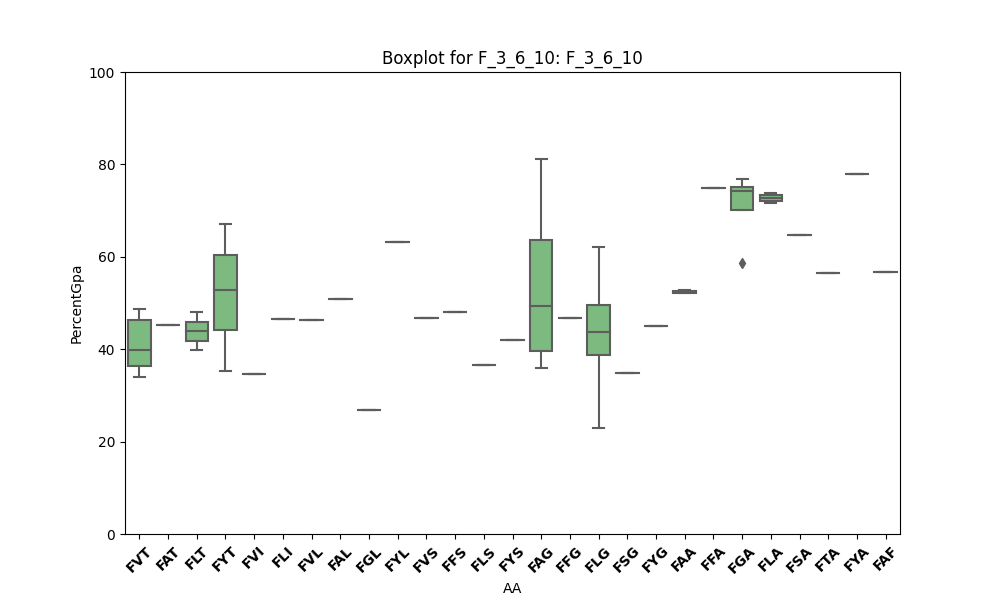 Boxplot for F_3_6_10: F_3_6_10
100
80
60
40
20
0
PercentGpa
FVT FAT FLT FYT FVI FLI FVL FAL FGL FYL FVS FFS FLS FYS FAG FFG FLG FSG FYG FAA FFA FGA FLA FSA FTA FYA FAF
AA